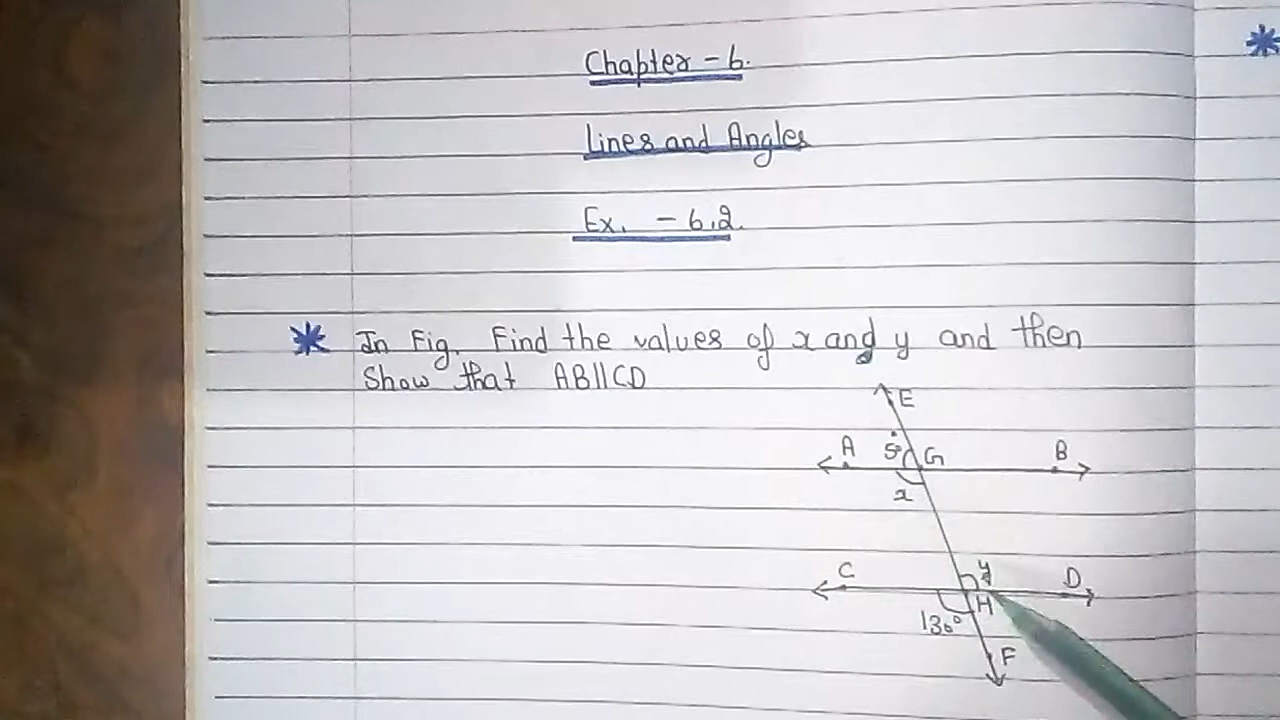 Chapter - 6.
Lines and Angles
Ex. - 6.2.
In Fig. Find the values of x and y and then
Show that AB||CD
E
A
G
B
x
C
y
D
H
130°
F